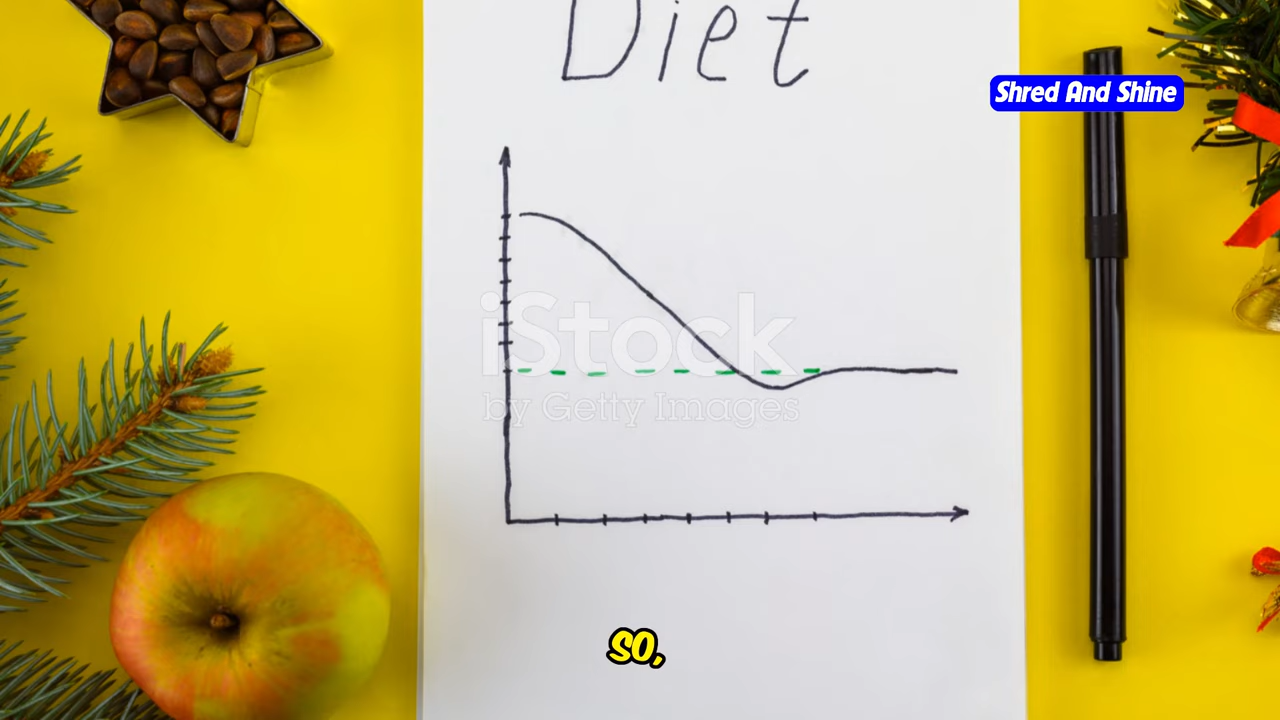 Diet
Shred And Shine
iStock
by Getty Images
SO,